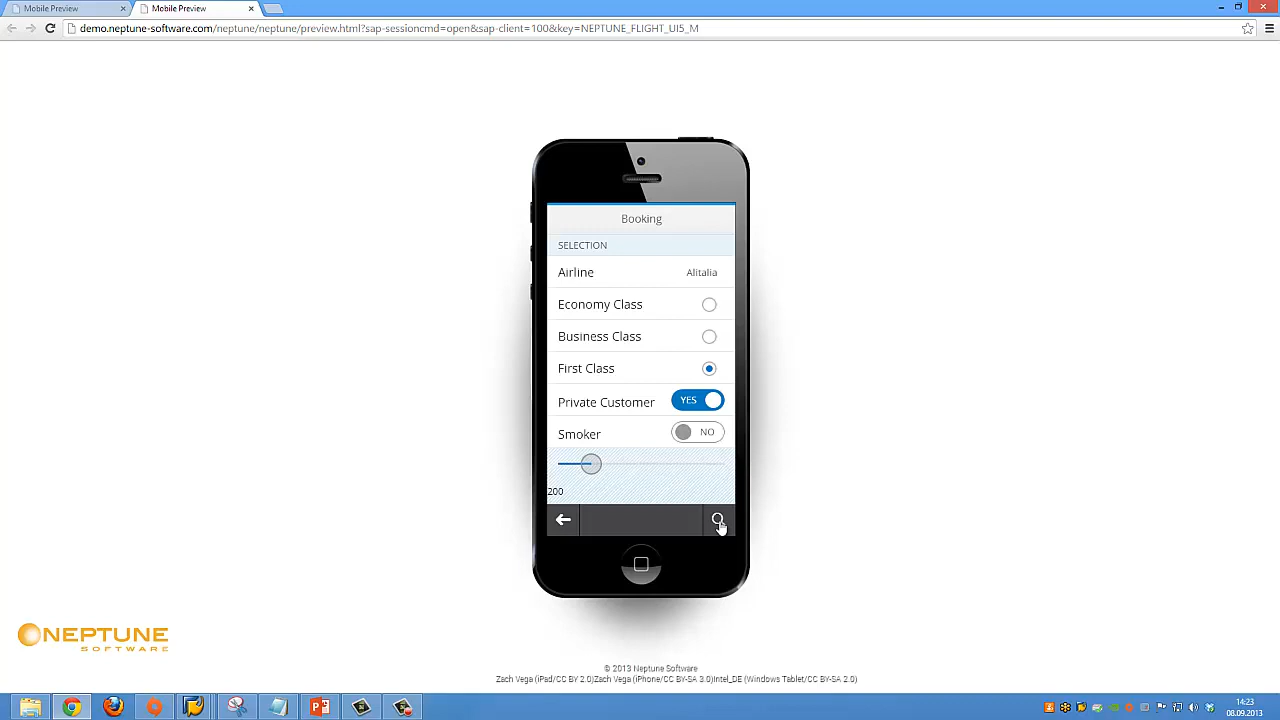 Mobile Preview
Mobile Preview
demo.neptune-software.com/neptune/neptune/preview.html?sap-sessioncmd=open&sap-client=100&key=NEPTUNE_FLIGHT_UI5_M
Booking
SELECTION
Airline Alitalia
Economy Class
Business Class
First Class
Private Customer YES
Smoker NO
200
NEPTUNE
SOFTWARE
© 2013 Neptune Software
Zach Vega (iPad/CC BY 2.0)Zach Vega (iPhone/CC BY-SA 3.0)Intel_DE (Windows Tablet/CC BY-SA 2.0)
14:23
08.09.2013